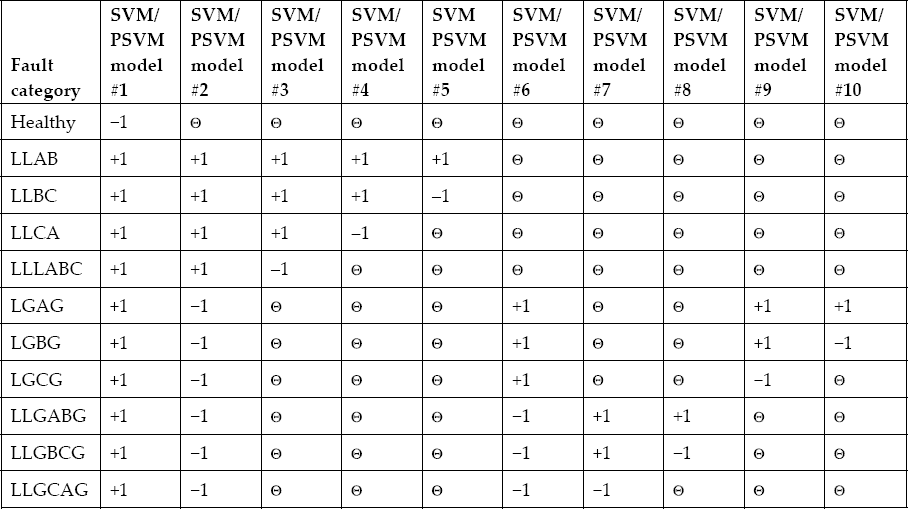 Fault category SVM/ PSVM model #1 SVM/ PSVM model #2 SVM/ PSVM model #3 SVM/ PSVM model #4 SVM/ PSVM model #5 SVM/ PSVM model #6 SVM/ PSVM model #7 SVM/ PSVM model #8 SVM/ PSVM model #9 SVM/ PSVM model #10
Healthy −1 Θ Θ Θ Θ Θ Θ Θ Θ Θ
LLAB +1 +1 +1 +1 +1 Θ Θ Θ Θ Θ
LLBC +1 +1 +1 +1 −1 Θ Θ Θ Θ Θ
LLCA +1 +1 +1 −1 Θ Θ Θ Θ Θ Θ
LLLABC +1 +1 −1 Θ Θ Θ Θ Θ Θ Θ
LGAG +1 −1 Θ Θ Θ +1 Θ Θ +1 +1
LGBG +1 −1 Θ Θ Θ +1 Θ Θ +1 −1
LGCG +1 −1 Θ Θ Θ +1 Θ Θ −1 Θ
LLGABG +1 −1 Θ Θ Θ −1 +1 +1 Θ Θ
LLGBCG +1 −1 Θ Θ Θ −1 +1 −1 Θ Θ
LLGCAG +1 −1 Θ Θ Θ −1 −1 Θ Θ Θ